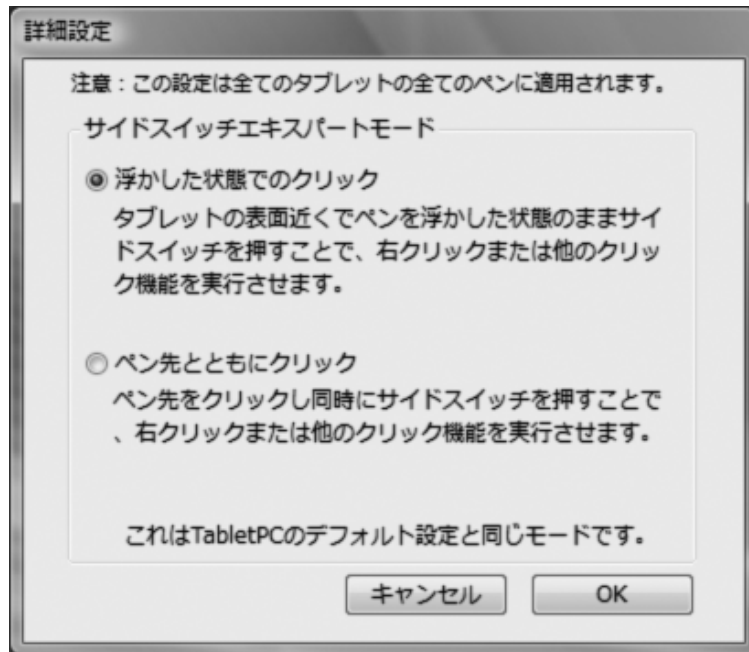 詳細設定
注意：この設定は全てのタブレットの全てのペンに適用されます。
サイドスイッチエキスパートモード
浮かした状態でのクリック
タブレットの表面近くでペンを浮かした状態のままサイ
ドスイッチを押すことで、右クリックまたは他のクリッ
ク機能を実行させます。
ペン先とともにクリック
ペン先をクリックし同時にサイドスイッチを押すことで
、右クリックまたは他のクリック機能を実行させます。
これはTabletPCのデフォルト設定と同じモードです。
キャンセル
OK